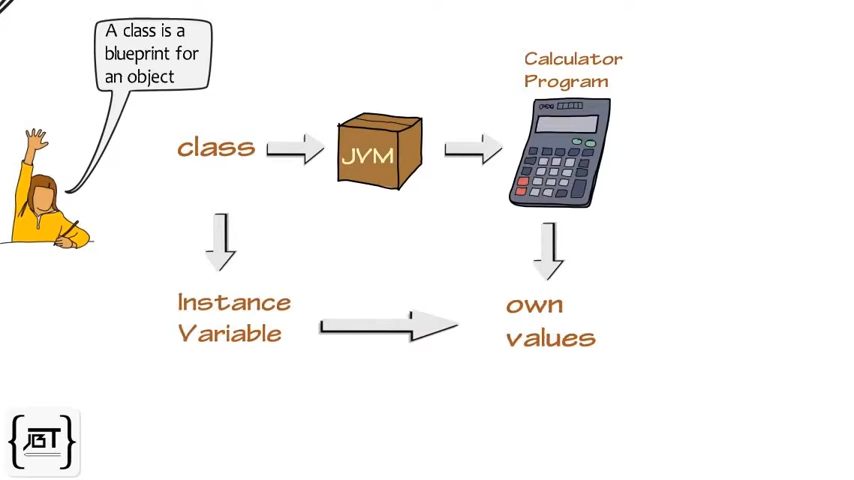 A class is a
blueprint for
an object
Calculator
Program
class
JVM
Instance
Variable
own
values
JBT